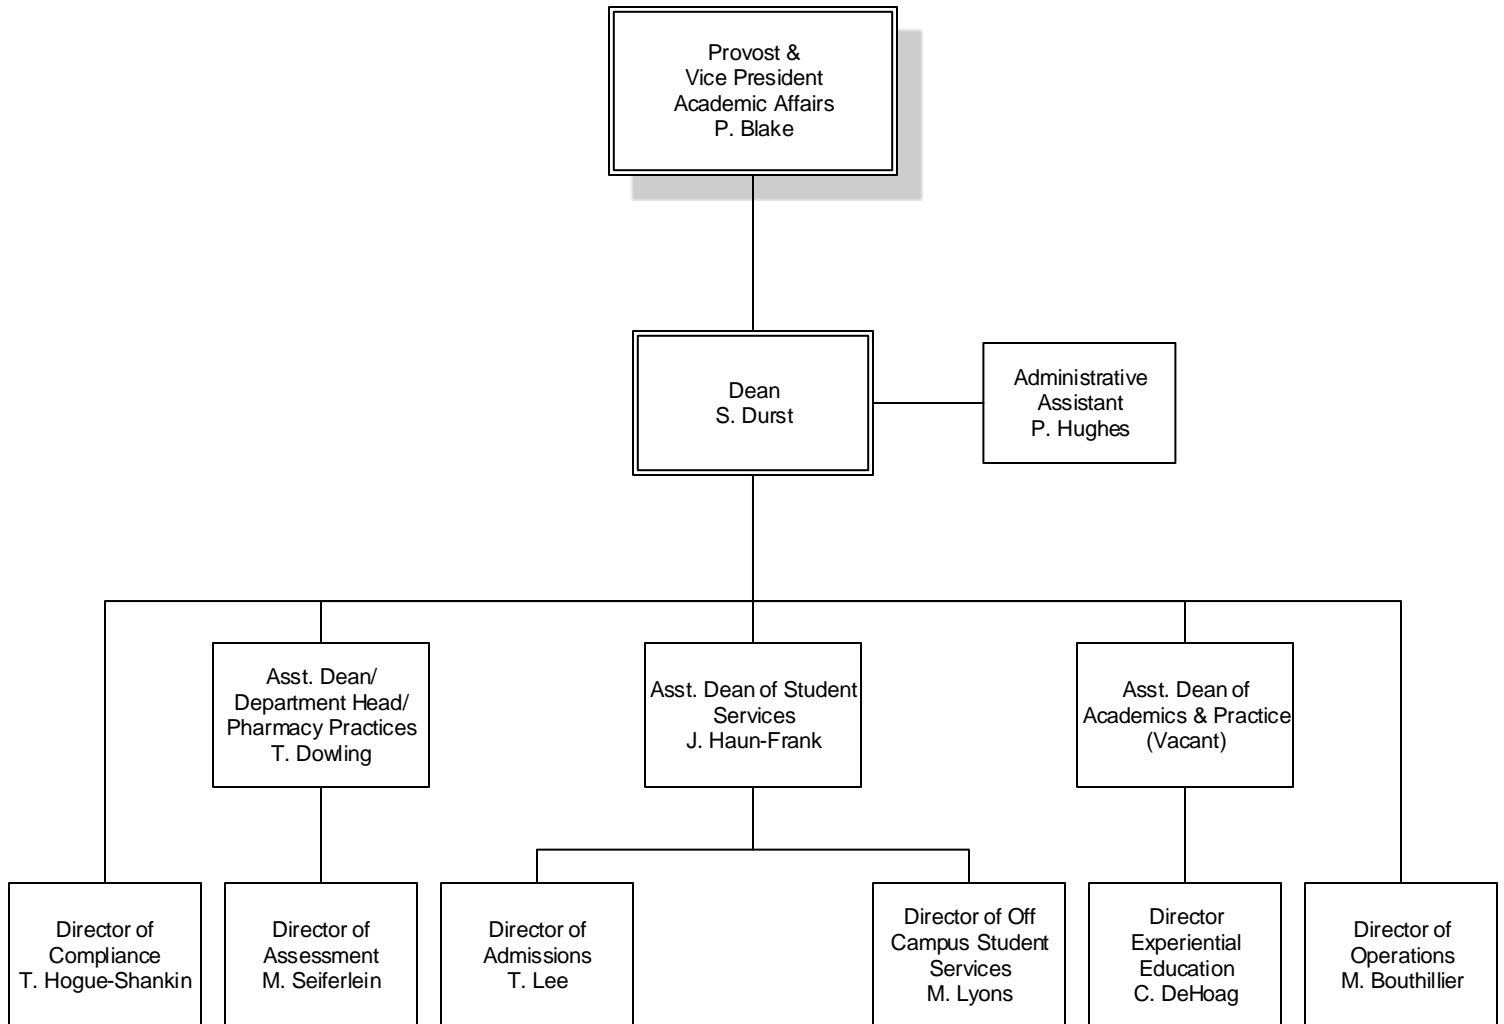 Provost &
Vice President
Academic Affairs
P. Blake
Dean
S. Durst
Administrative
Assistant
P. Hughes
Asst. Dean/
Department Head/
Pharmacy Practices
T. Dowling
Asst. Dean of Student
Services
J. Haun-Frank
Asst. Dean of
Academics & Practice
(Vacant)
Director of
Compliance
T. Hogue-Shankin
Director of
Assessment
M. Seiferlein
Director of
Admissions
T. Lee
Director of Off
Campus Student
Services
M. Lyons
Director
Experiential
Education
C. DeHoag
Director of
Operations
M. Bouthillier